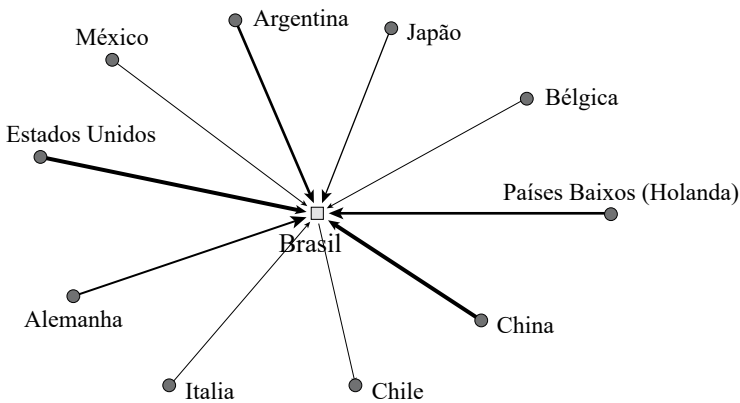 Argentina
México
Japão
Bélgica
Estados Unidos
Países Baixos (Holanda)
Brasil
Alemanha
China
Italia
Chile